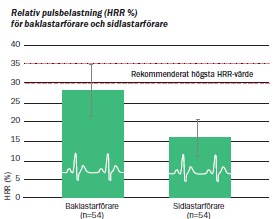 Relativ pulsbelastning (HRR %)
för baklastarförare och sidlastarförare
40
35
Rekommenderat högsta HRR-värde
30
25
20
15
10
5
0
HRR (%)
Baklastarförare
(n=54)
Sidlastarförare
(n=54)